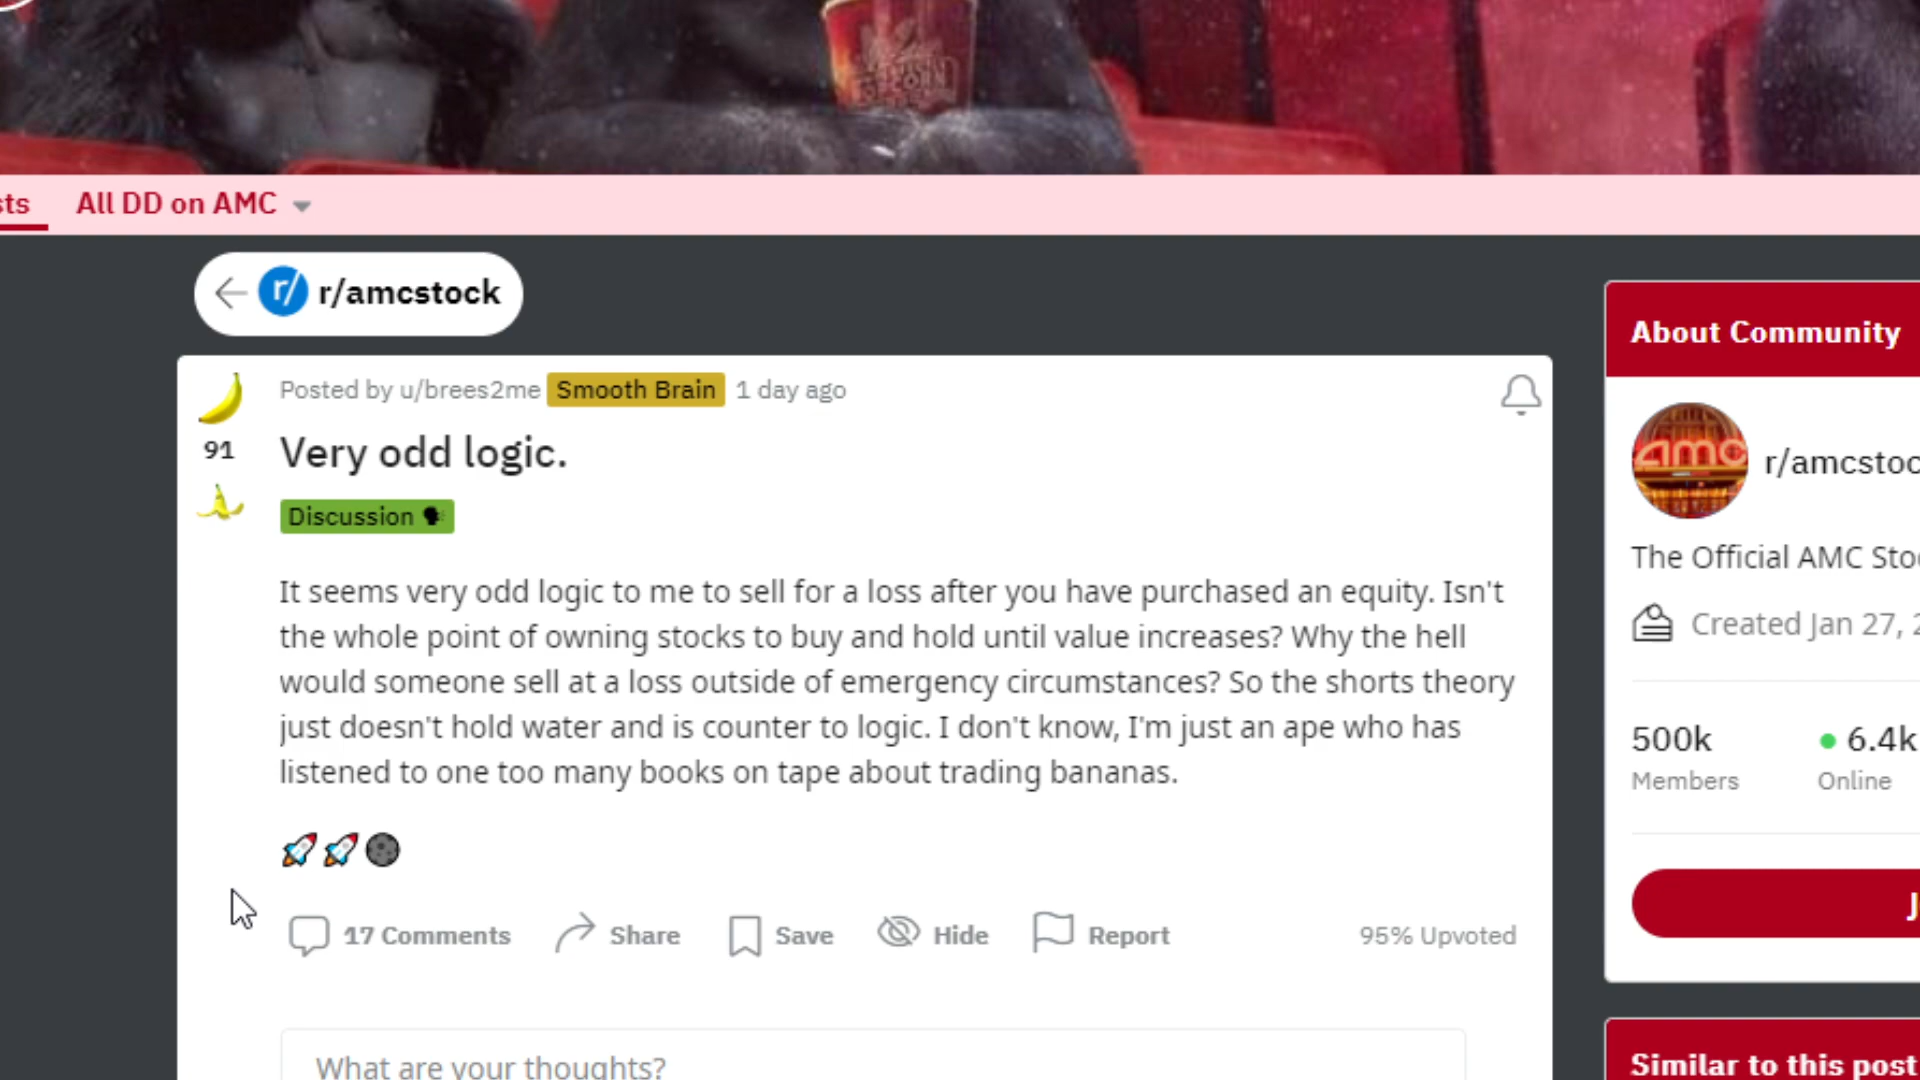 sts
All DD on AMC
r/ r/amcstock
Posted by u/brees2me Smooth Brain 1 day ago
91
Very odd logic.
Discussion
It seems very odd logic to me to sell for a loss after you have purchased an equity. Isn't
the whole point of owning stocks to buy and hold until value increases? Why the hell
would someone sell at a loss outside of emergency circumstances? So the shorts theory
just doesn't hold water and is counter to logic. I don't know, I'm just an ape who has
listened to one too many books on tape about trading bananas.
🚀🚀🌑
17 Comments Share Save Hide Report 95% Upvoted
What are your thoughts?
About Community
amc
r/amcstoc
The Official AMC Sto
Created Jan 27, 2
500k 6.4k
Members Online
J
Similar to this post